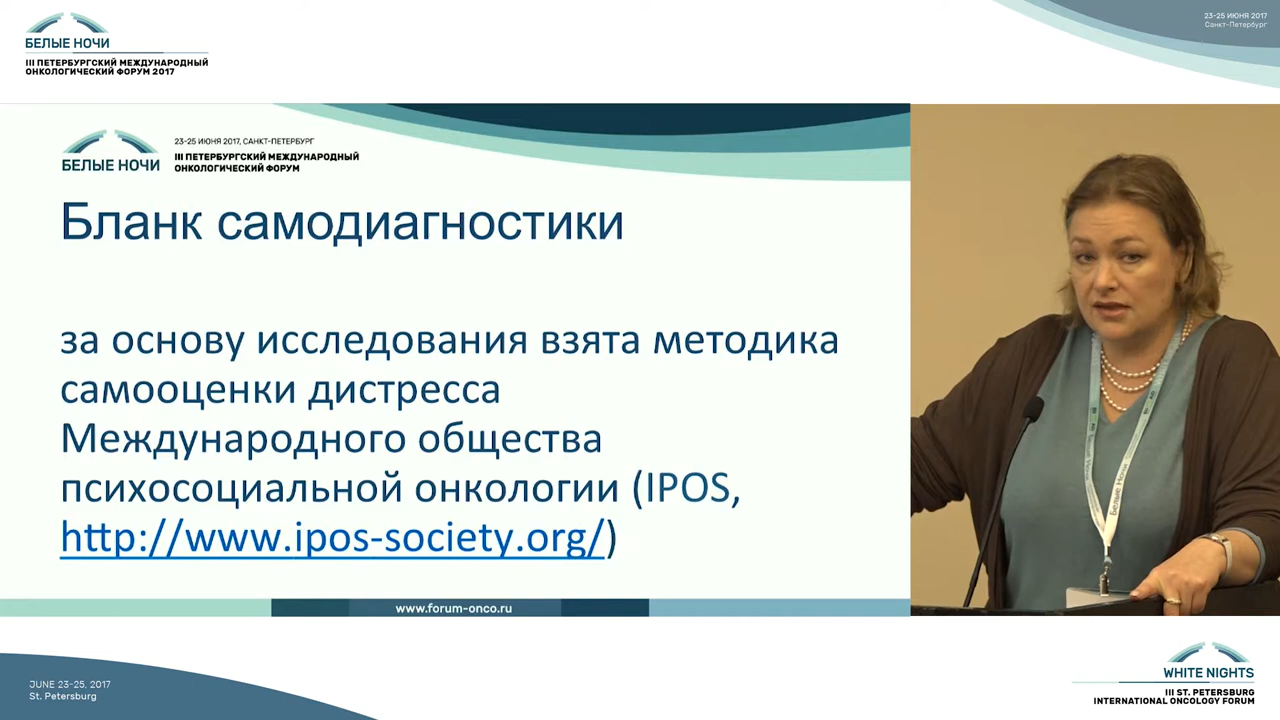 БЕЛЫЕ НОЧИ
III ПЕТЕРБУРГСКИЙ МЕЖДУНАРОДНЫЙ
ОНКОЛОГИЧЕСКИЙ ФОРУМ 2017
23-25 ИЮНЯ 2017
Санкт-Петербург
БЕЛЫЕ НОЧИ
23-25 ИЮНЯ 2017, САНКТ-ПЕТЕРБУРГ
III ПЕТЕРБУРГСКИЙ МЕЖДУНАРОДНЫЙ
ОНКОЛОГИЧЕСКИЙ ФОРУМ
Бланк самодиагностики
за основу исследования взята методика
самооценки дистресса
Международного общества
психосоциальной онкологии (IPOS,
http://www.ipos-society.org/)
www.forum-onco.ru
Белые Ночи
JUNE 23-25, 2017
St. Petersburg
WHITE NIGHTS
III ST. PETERSBURG
INTERNATIONAL ONCOLOGY FORUM